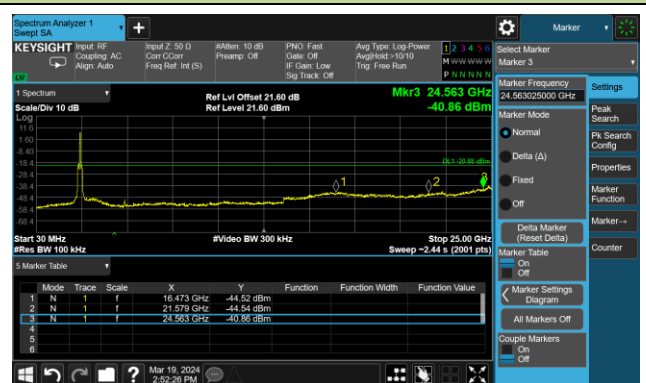 Spectrum Analyzer 1
Swept SA
Marker
KEYSIGHT
Input: RF
Coupling: AC
Align: Auto
Input Z: 50 Ω
Corr CCorr
Freq Ref: Int (S)
#Atten: 10 dB
Preamp: Off
PNO: Fast
Gate: Off
IF Gain: Low
Sig Track: Off
Avg Type: Log-Power
Avg|Hold:>10/10
Trig: Free Run
1 2 3 4 5 6
M W W W W W
P N N N N N
LVI
Select Marker
Marker 3
1 Spectrum
Scale/Div 10 dB
Ref Lvl Offset 21.60 dB
Ref Level 21.60 dBm
Mkr3 24.563 GHz
-40.86 dBm
Log
11.6
1.60
-8.40
-18.4
-28.4
-38.4
-48.4
-58.4
-68.4
DL1 -20.88 dBm
1
2
3
Start 30 MHz
#Res BW 100 kHz
#Video BW 300 kHz
Stop 25.00 GHz
Sweep ~2.44 s (2001 pts)
5 Marker Table
Mode Trace Scale X Y Function Function Width Function Value
1 N 1 f 16.473 GHz -44.52 dBm
2 N 1 f 21.579 GHz -44.54 dBm
3 N 1 f 24.563 GHz -40.86 dBm
4
5
6
Marker Frequency
24.563025000 GHz
Marker Mode
Normal
Delta (Δ)
Fixed
Off
Delta Marker
(Reset Delta)
Marker Table
On
Off
Marker Settings
Diagram
All Markers Off
Couple Markers
On
Off
Settings
Peak
Search
Pk Search
Config
Properties
Marker
Function
Marker→
Counter
?
Mar 19, 2024
2:52:26 PM